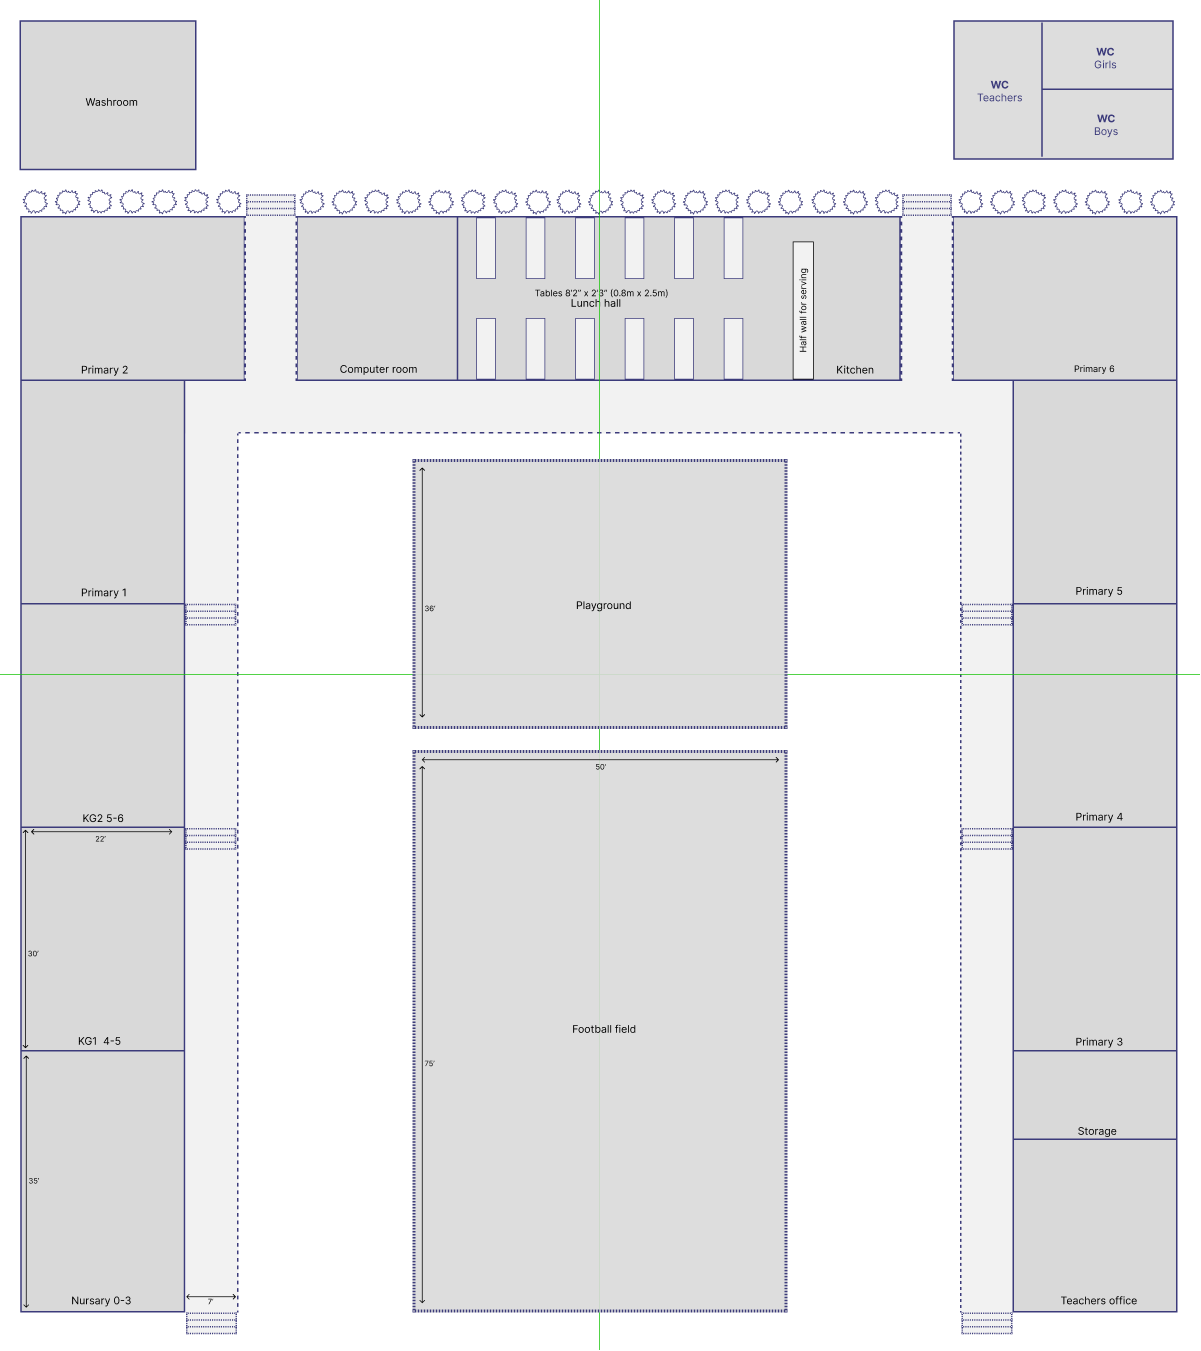 Washroom
WC
Teachers
WC
Girls
WC
Boys
Primary 2
Computer room
Tables 8'2” x 2'3” (0.8m x 2.5m)
Lunch hall
Half wall for serving
Kitchen
Primary 6
Primary 1
Playground
36'
Primary 5
KG2 5-6
22'
50'
Primary 4
30'
KG1 4-5
Football field
75'
Primary 3
Storage
35'
Nursary 0-3
7'
Teachers office